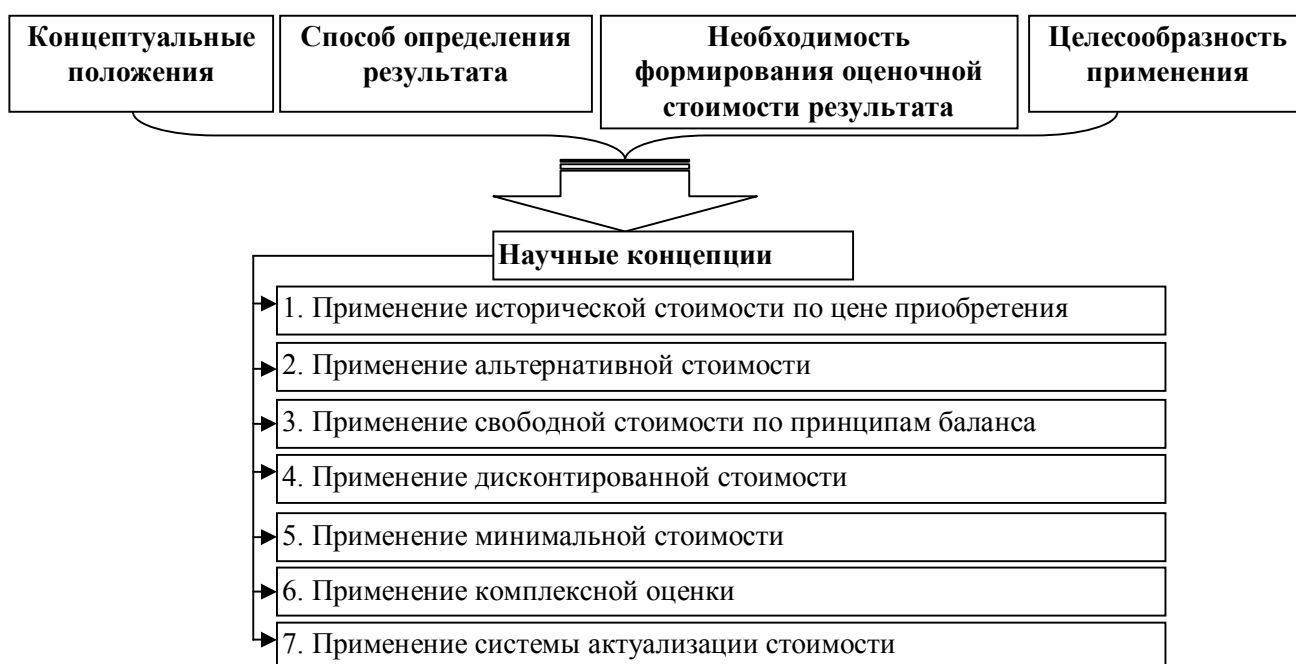 Концептуальные
положения
Способ определения
результата
Необходимость
формирования оценочной
стоимости результата
Целесообразность
применения
Научные концепции
1. Применение исторической стоимости по цене приобретения
2. Применение альтернативной стоимости
3. Применение свободной стоимости по принципам баланса
4. Применение дисконтированной стоимости
5. Применение минимальной стоимости
6. Применение комплексной оценки
7. Применение системы актуализации стоимости